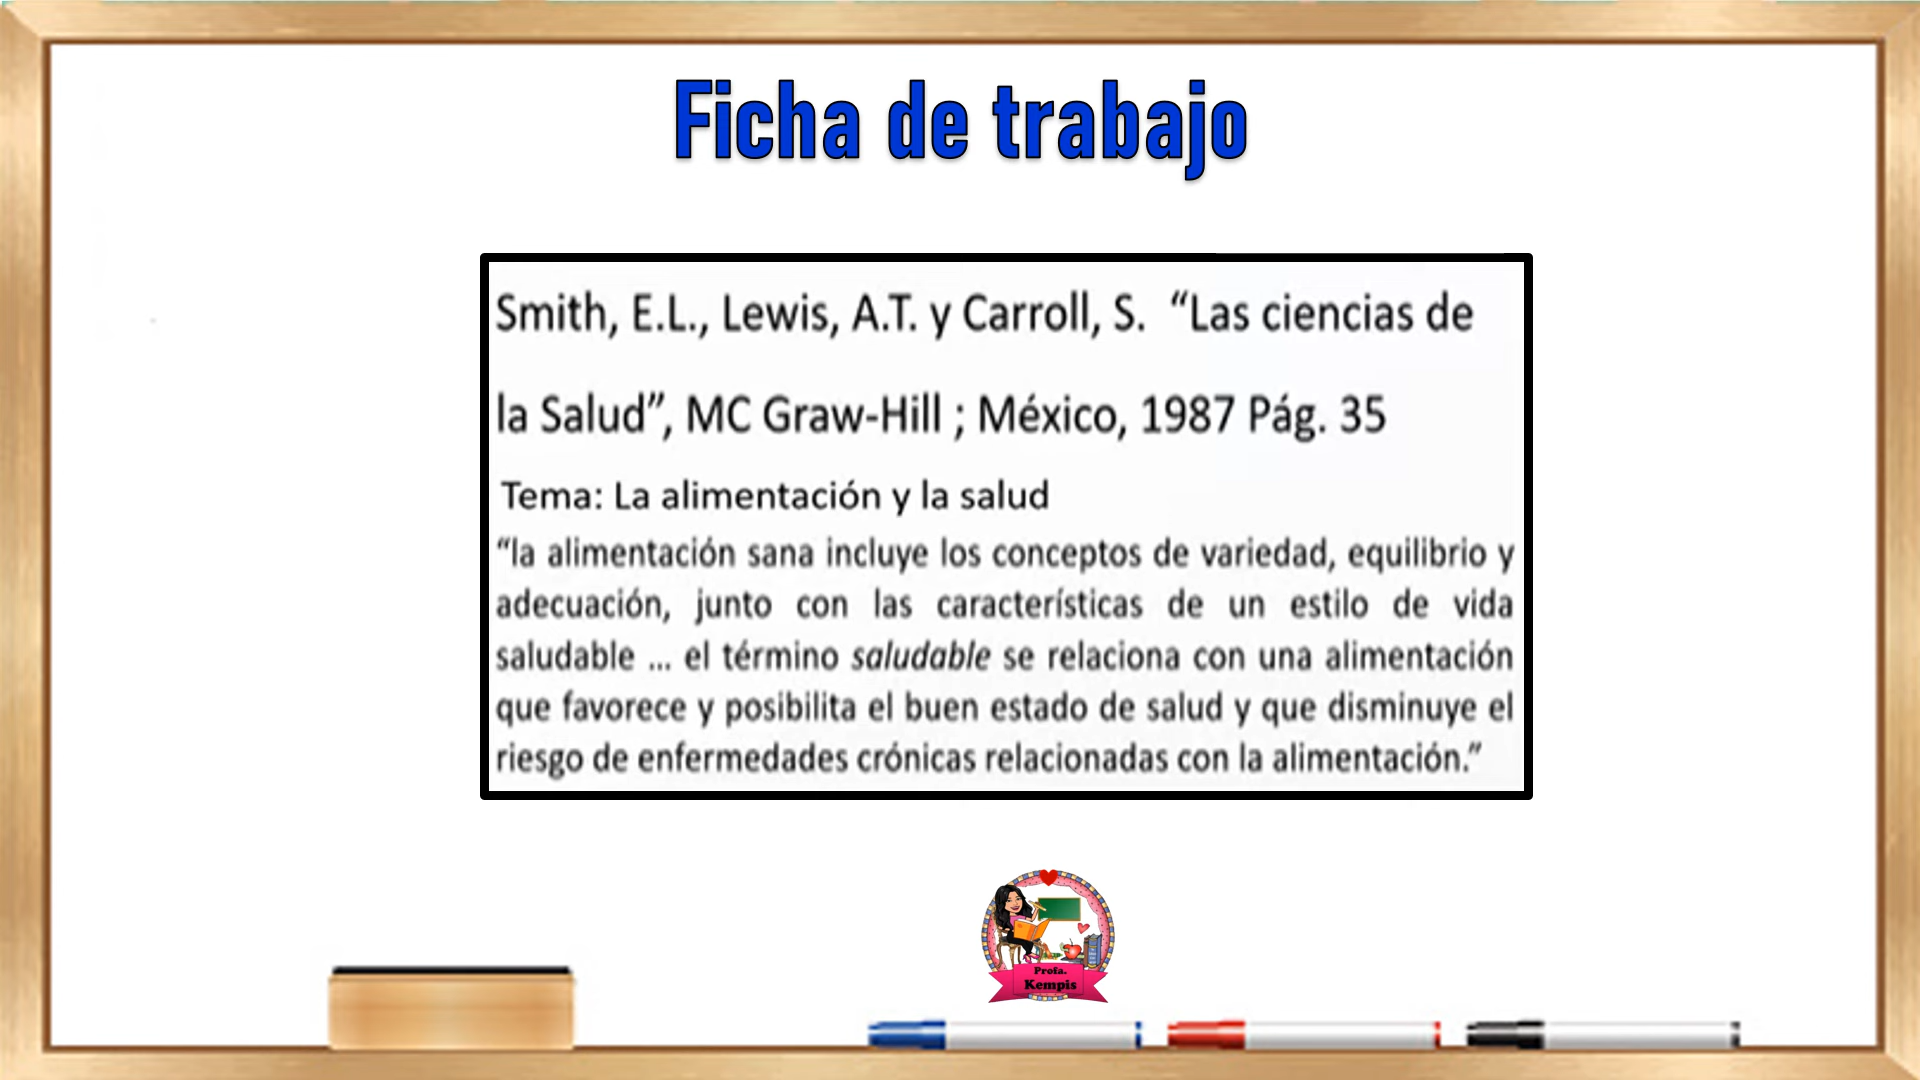 Ficha de trabajo
Smith, E.L., Lewis, A.T. y Carroll, S. “Las ciencias de
la Salud”, MC Graw-Hill ; México, 1987 Pág. 35
Tema: La alimentación y la salud
“la alimentación sana incluye los conceptos de variedad, equilibrio y
adecuación, junto con las características de un estilo de vida
saludable ... el término saludable se relaciona con una alimentación
que favorece y posibilita el buen estado de salud y que disminuye el
riesgo de enfermedades crónicas relacionadas con la alimentación.”
Profa.
Kempis